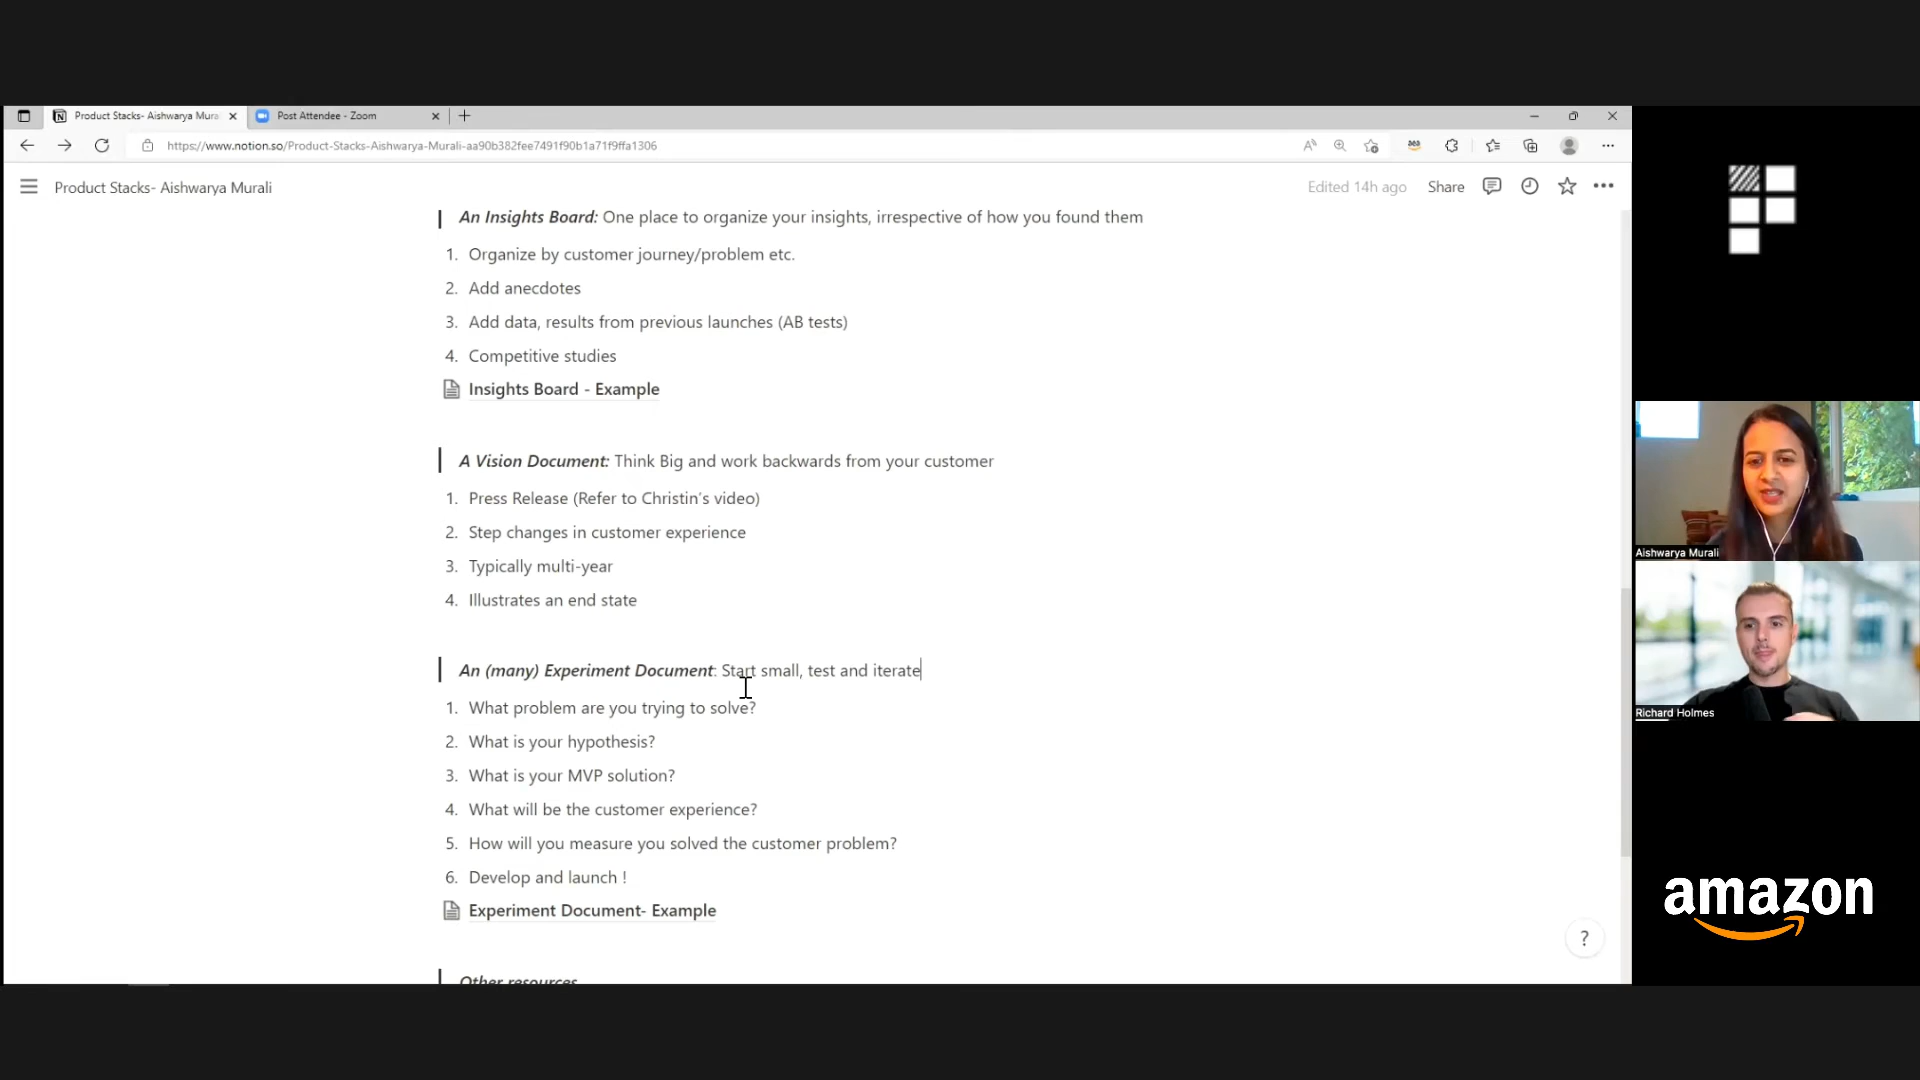 Product Stacks- Aishwarya Mura
Post Attendee - Zoom
https://www.notion.so/Product-Stacks-Aishwarya-Murali-aa90b382fee7491f90b1a71f9ffa1306
Product Stacks- Aishwarya Murali
Edited 14h ago
Share
An Insights Board: One place to organize your insights, irrespective of how you found them
1. Organize by customer journey/problem etc.
2. Add anecdotes
3. Add data, results from previous launches (AB tests)
4. Competitive studies
Insights Board - Example
A Vision Document: Think Big and work backwards from your customer
1. Press Release (Refer to Christin's video)
2. Step changes in customer experience
3. Typically multi-year
4. Illustrates an end state
An (many) Experiment Document: Start small, test and iterate
1. What problem are you trying to solve?
2. What is your hypothesis?
3. What is your MVP solution?
4. What will be the customer experience?
5. How will you measure you solved the customer problem?
6. Develop and launch !
Experiment Document- Example
Other resources
?
Aishwarya Murali
Richard Holmes
amazon